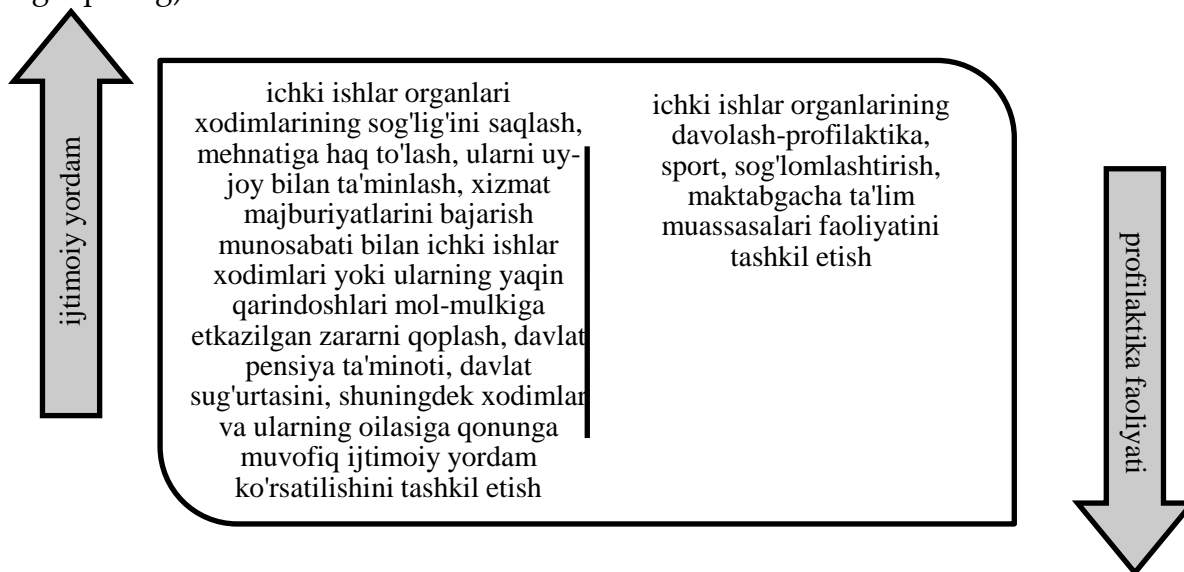 ijtimoiy yordam
ichki ishlar organlari
xodimlarining sog'lig'ini saqlash,
mehnatiga haq to'lash, ularni uy-
joy bilan ta'minlash, xizmat
majburiyatlarini bajarish
munosabati bilan ichki ishlar
xodimlari yoki ularning yaqin
qarindoshlari mol-mulkiga
etkazilgan zararni qoplash, davlat
pensiya ta'minoti, davlat
sug'urtasini, shuningdek xodimlar
va ularning oilasiga qonunga
muvofiq ijtimoiy yordam
ko'rsatilishini tashkil etish
ichki ishlar organlarining
davolash-profilaktika,
sport, sog'lomlashtirish,
maktabgacha ta'lim
muassasalari faoliyatini
tashkil etish
profilaktika faoliyati